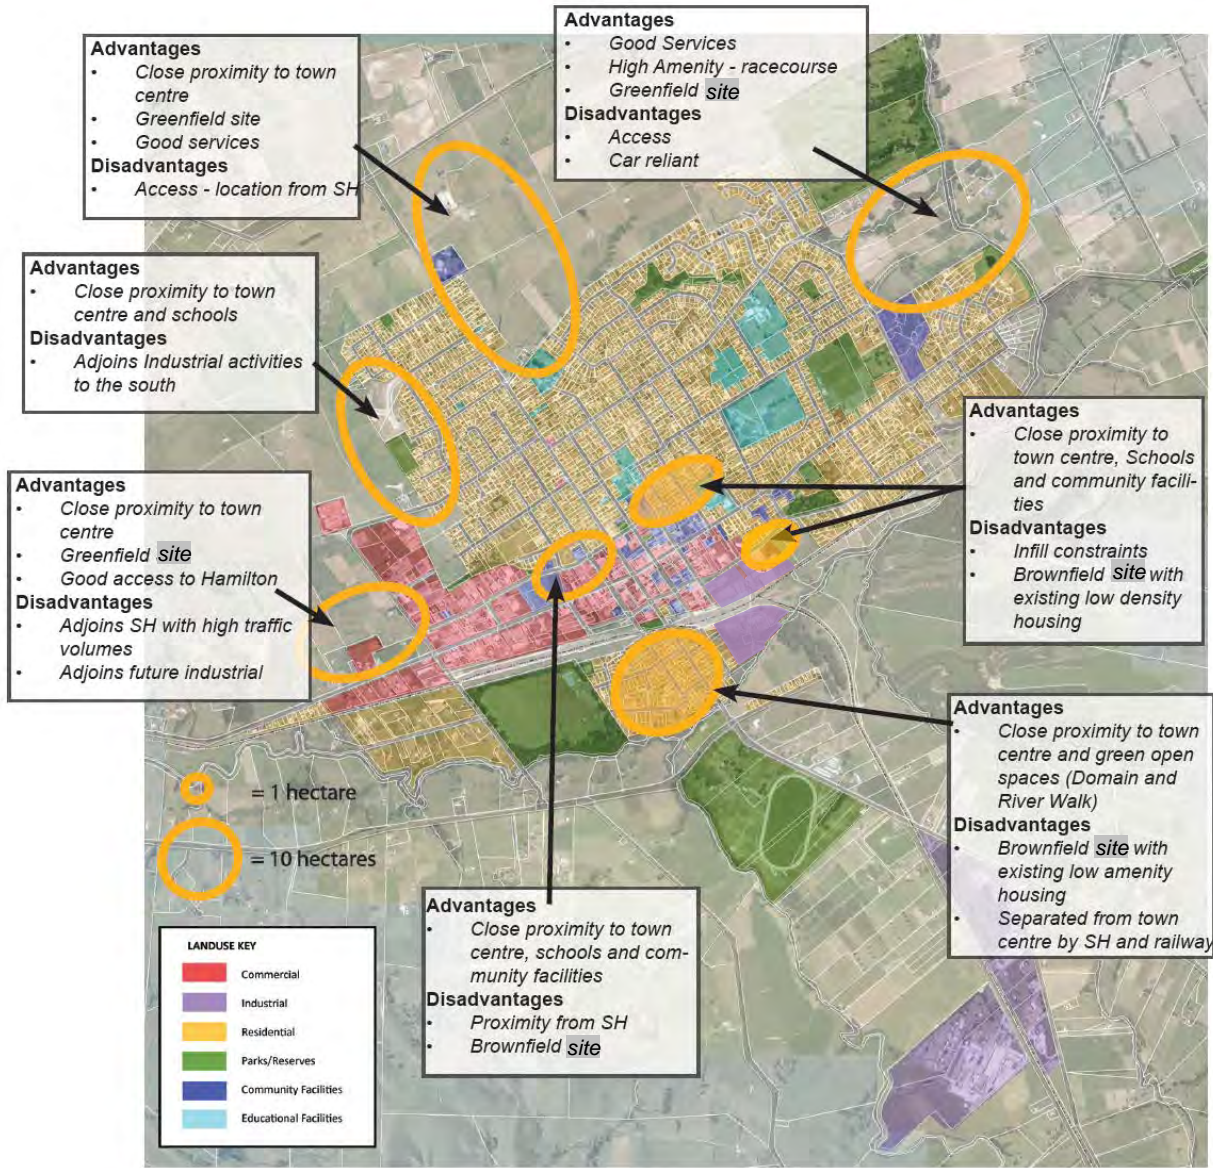 Advantages
• Close proximity to town
centre
• Greenfield site
• Good services
Disadvantages
• Access - location from SH
Advantages
• Good Services
• High Amenity - racecourse
• Greenfield site
Disadvantages
• Access
• Car reliant
Advantages
• Close proximity to town
centre and schools
Disadvantages
• Adjoins Industrial activities
to the south
Advantages
• Close proximity to
town centre, Schools
and community facili-
ties
Disadvantages
• Infill constraints
• Brownfield site with
existing low density
housing
Advantages
• Close proximity to town
centre
• Greenfield site
• Good access to Hamilton
Disadvantages
• Adjoins SH with high traffic
volumes
• Adjoins future industrial
Advantages
• Close proximity to town
centre and green open
spaces (Domain and
River Walk)
Disadvantages
• Brownfield site with
existing low amenity
housing
• Separated from town
centre by SH and railway
= 1 hectare
= 10 hectares
Advantages
• Close proximity to town
centre, schools and com-
munity facilities
Disadvantages
• Proximity from SH
• Brownfield site
LANDUSE KEY
Commercial
Industrial
Residential
Parks/Reserves
Community Facilities
Educational Facilities